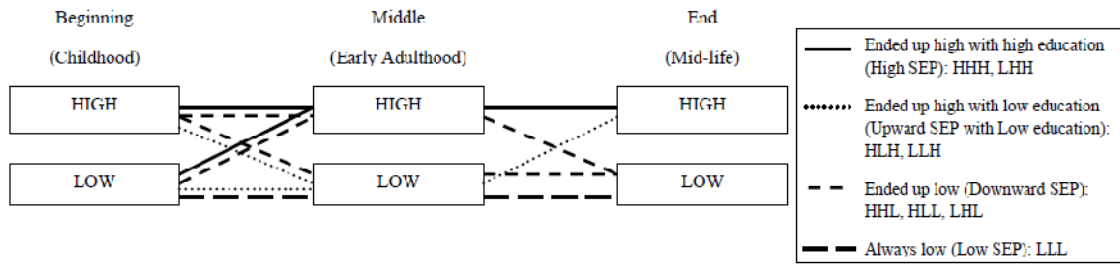 Beginning
Middle
End
(Childhood)
(Early Adulthood)
(Mid-life)
HIGH
HIGH
HIGH
LOW
LOW
LOW
Ended up high with high education
(High SEP): HHH, LHH
Ended up high with low education
(Upward SEP with Low education):
HLH, LLH
Ended up low (Downward SEP):
HHL, HLL, LHL
Always low (Low SEP): LLL